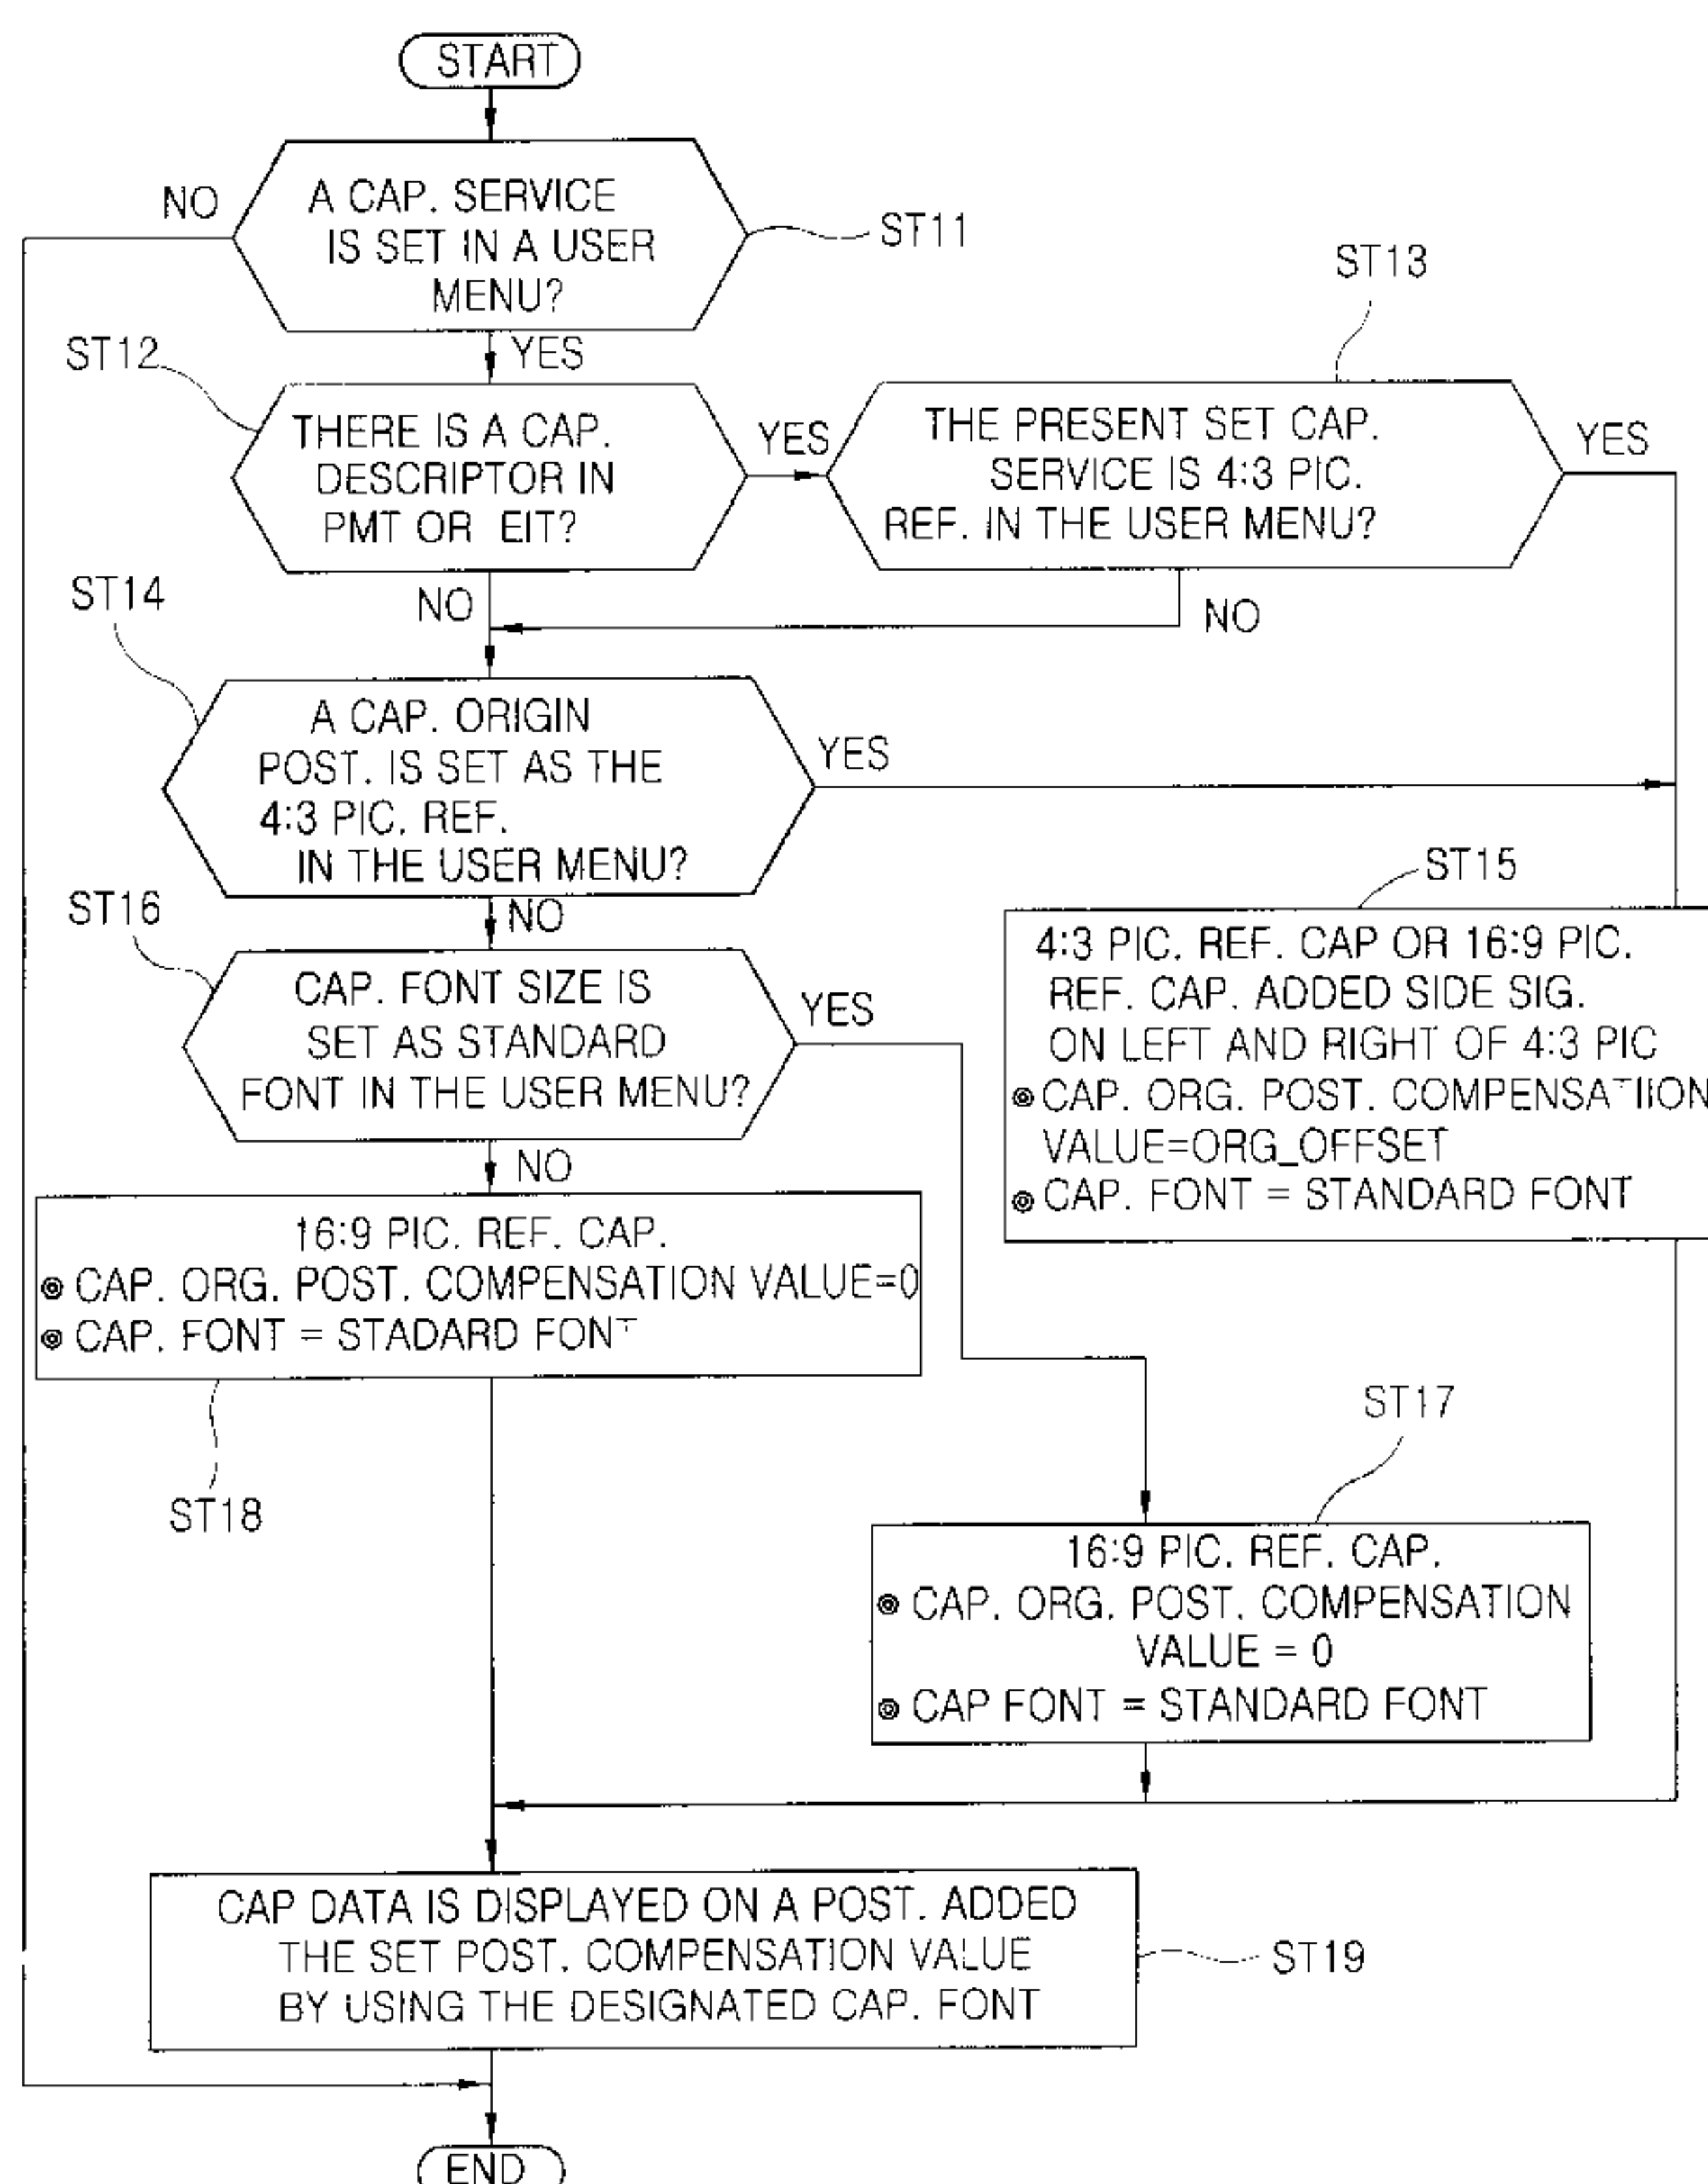 START
A CAP. SERVICE
IS SET IN A USER
MENU?
NO
ST11
YES
ST12
THERE IS A CAP.
DESCRIPTOR IN
PMT OR EIT?
YES
ST13
THE PRESENT SET CAP.
SERVICE IS 4:3 PIC.
REF. IN THE USER MENU?
YES
NO
NO
ST14
A CAP. ORIGIN
POST. IS SET AS THE
4:3 PIC. REF.
IN THE USER MENU?
YES
NO
ST15
4:3 PIC. REF. CAP OR 16:9 PIC.
REF. CAP. ADDED SIDE SIG.
ON LEFT AND RIGHT OF 4:3 PIC
◎ CAP. ORG. POST. COMPENSATIION
VALUE=ORG_OFFSET
◎ CAP. FONT = STANDARD FONT
ST16
CAP. FONT SIZE IS
SET AS STANDARD
FONT IN THE USER MENU?
YES
NO
16:9 PIC. REF. CAP.
◎ CAP. ORG. POST. COMPENSATION VALUE=0
◎ CAP. FONT = STADARD FONT
ST18
ST17
16:9 PIC. REF. CAP.
◎ CAP. ORG. POST. COMPENSATION
VALUE = 0
◎ CAP FONT = STANDARD FONT
CAP DATA IS DISPLAYED ON A POST. ADDED
THE SET POST. COMPENSATION VALUE
BY USING THE DESIGNATED CAP. FONT
ST19
END